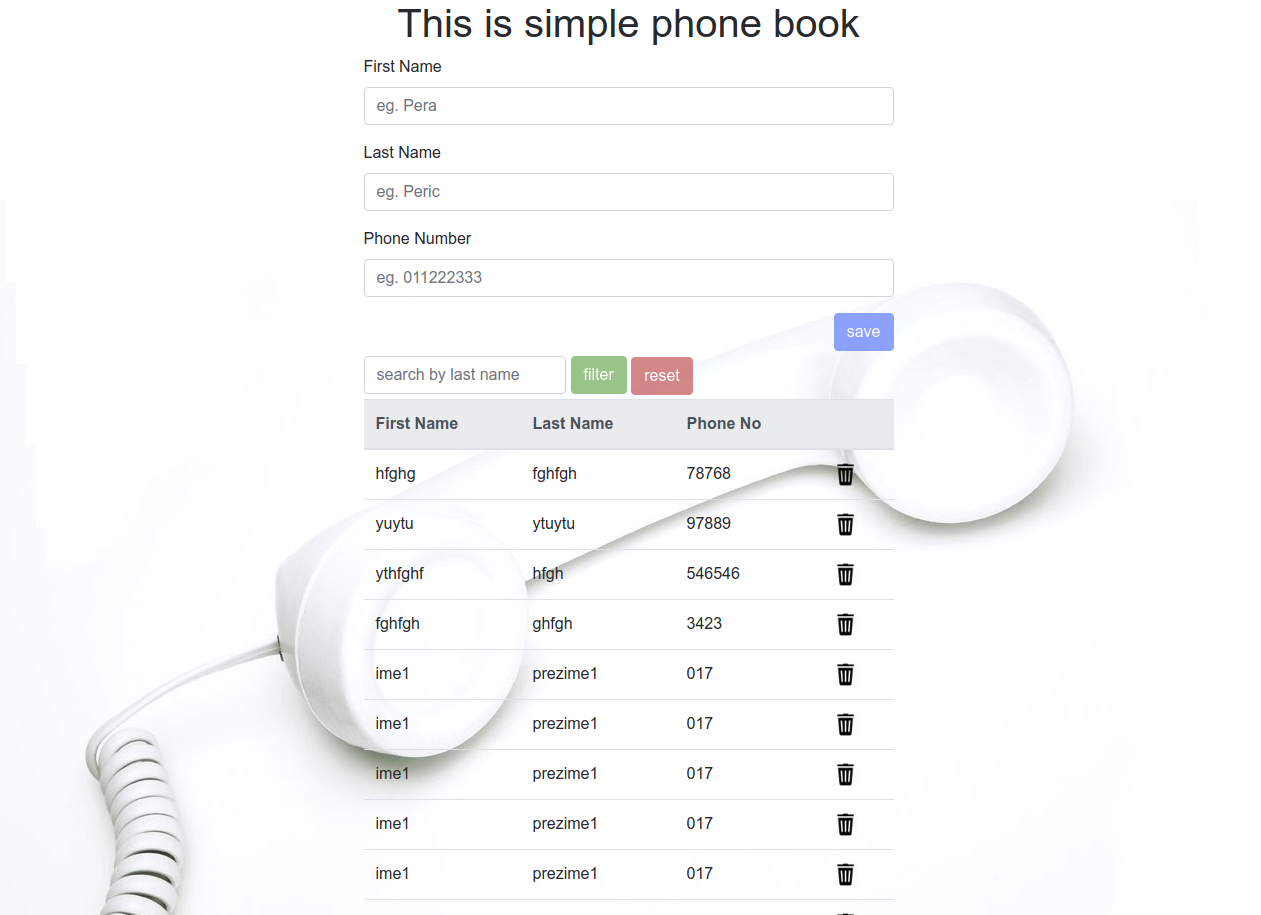 This is simple phone book
First Name
eg. Pera
Last Name
eg. Peric
Phone Number
eg. 011222333
save
search by last name filter reset
First Name Last Name Phone No
hfghg fghfgh 78768
yuytu ytuytu 97889
ythfghf hfgh 546546
fghfgh ghfgh 3423
ime1 prezime1 017
ime1 prezime1 017
ime1 prezime1 017
ime1 prezime1 017
ime1 prezime1 017